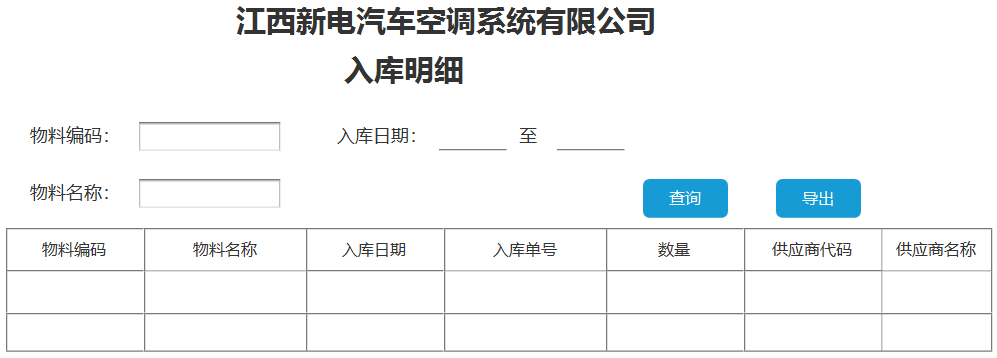 江西新电汽车空调系统有限公司
入库明细
物料编码： 入库日期： 至
物料名称： 查询 导出
物料编码 物料名称 入库日期 入库单号 数量 供应商代码 供应商名称